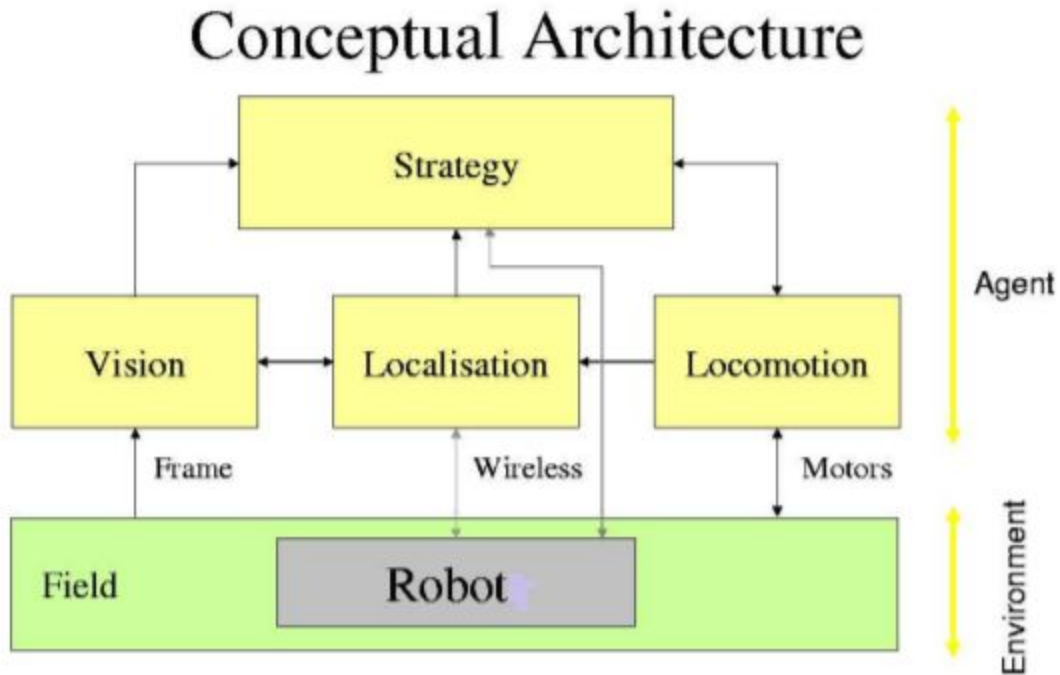 Conceptual Architecture
Strategy
Agent
Vision
Localisation
Locomotion
Frame
Wireless
Motors
Field
Robot
Environment